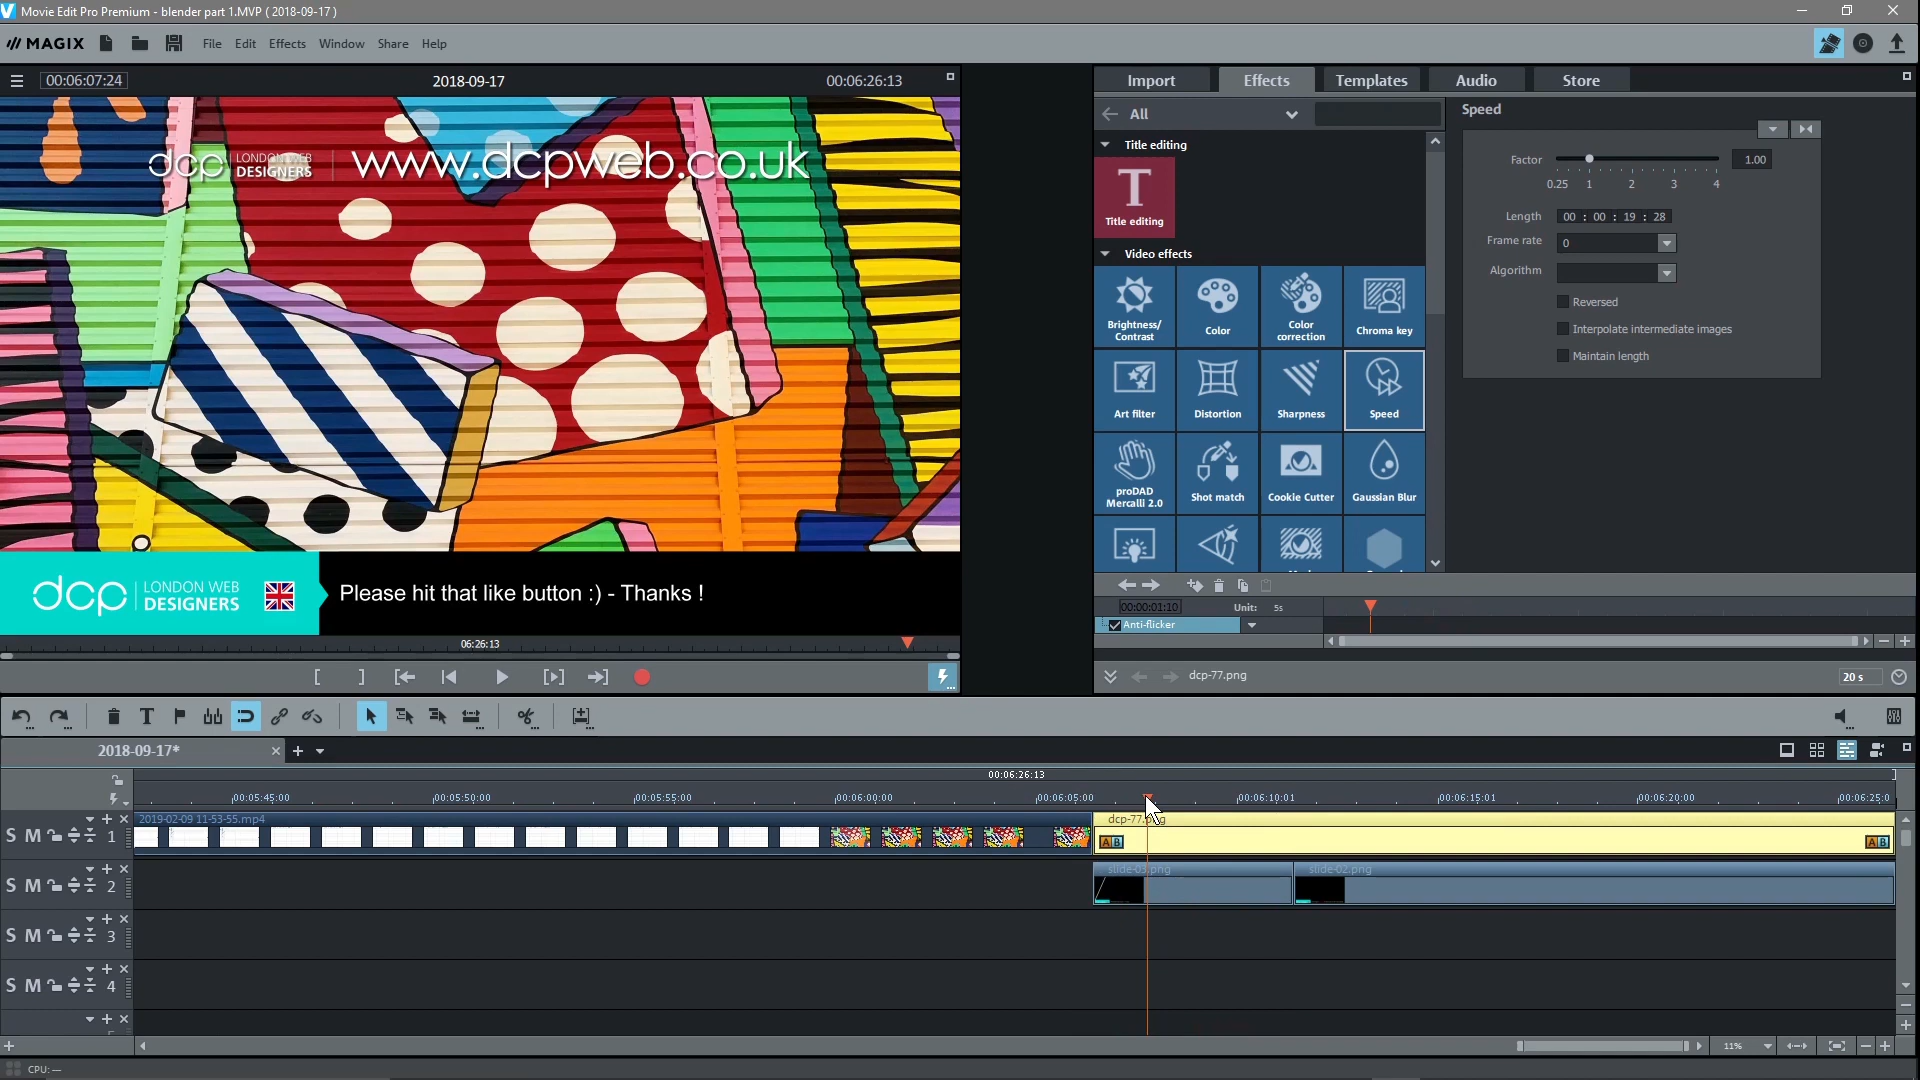 Movie Edit Pro Premium - blender part 1.MVP ( 2018-09-17 )
MAGIX File Edit Effects Window Share Help
00:06:07:24 2018-09-17 00:06:26:13
dcp LONDON WEB DESIGNERS www.dcpweb.co.uk
dcp LONDON WEB DESIGNERS Please hit that like button :) - Thanks !
06:26:13
Import Effects Templates Audio Store
All
Title editing
Title editing
Video effects
Brightness/ Contrast Color Color correction Chroma key
Art filter Distortion Sharpness Speed
proDAD Mercalli 2.0 Shot match Cookie Cutter Gaussian Blur
Speed
Factor 1.00
0.25 1 2 3 4
Length 00 : 00 : 19 : 28
Frame rate 0
Algorithm
Reversed
Interpolate intermediate images
Maintain length
00:00:01:10 Unit: 5s
Anti-flicker
dcp-77.png 20 s
2018-09-17*
00:06:26:13
00:05:45:00 00:05:50:00 00:05:55:00 00:06:00:00 00:06:05:00 00:06:10:01 00:06:15:01 00:06:20:00 00:06:25:0
2019-02-09 11-53-55.mp4 dcp-77.png
S M 1
slide-03.png slide-02.png
S M 2
S M 3
S M 4
11%
CPU: —